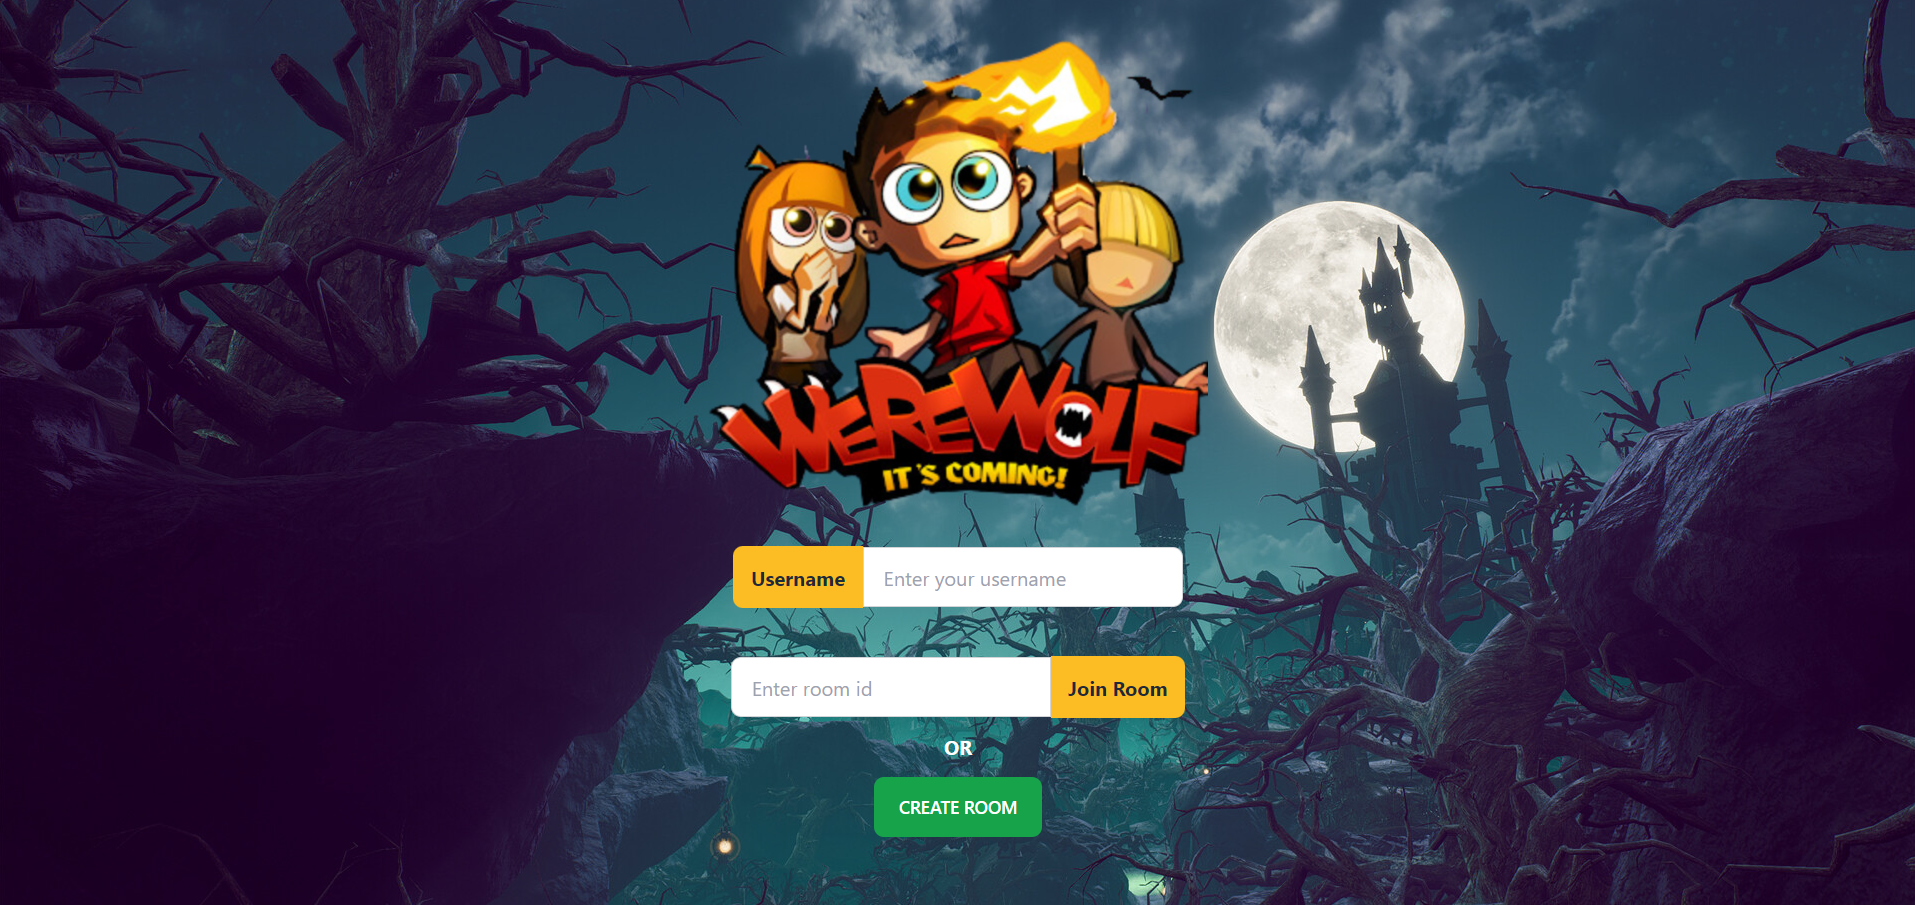 WEREWOLF
IT'S COMING!
Username Enter your username
Enter room id Join Room
OR
CREATE ROOM